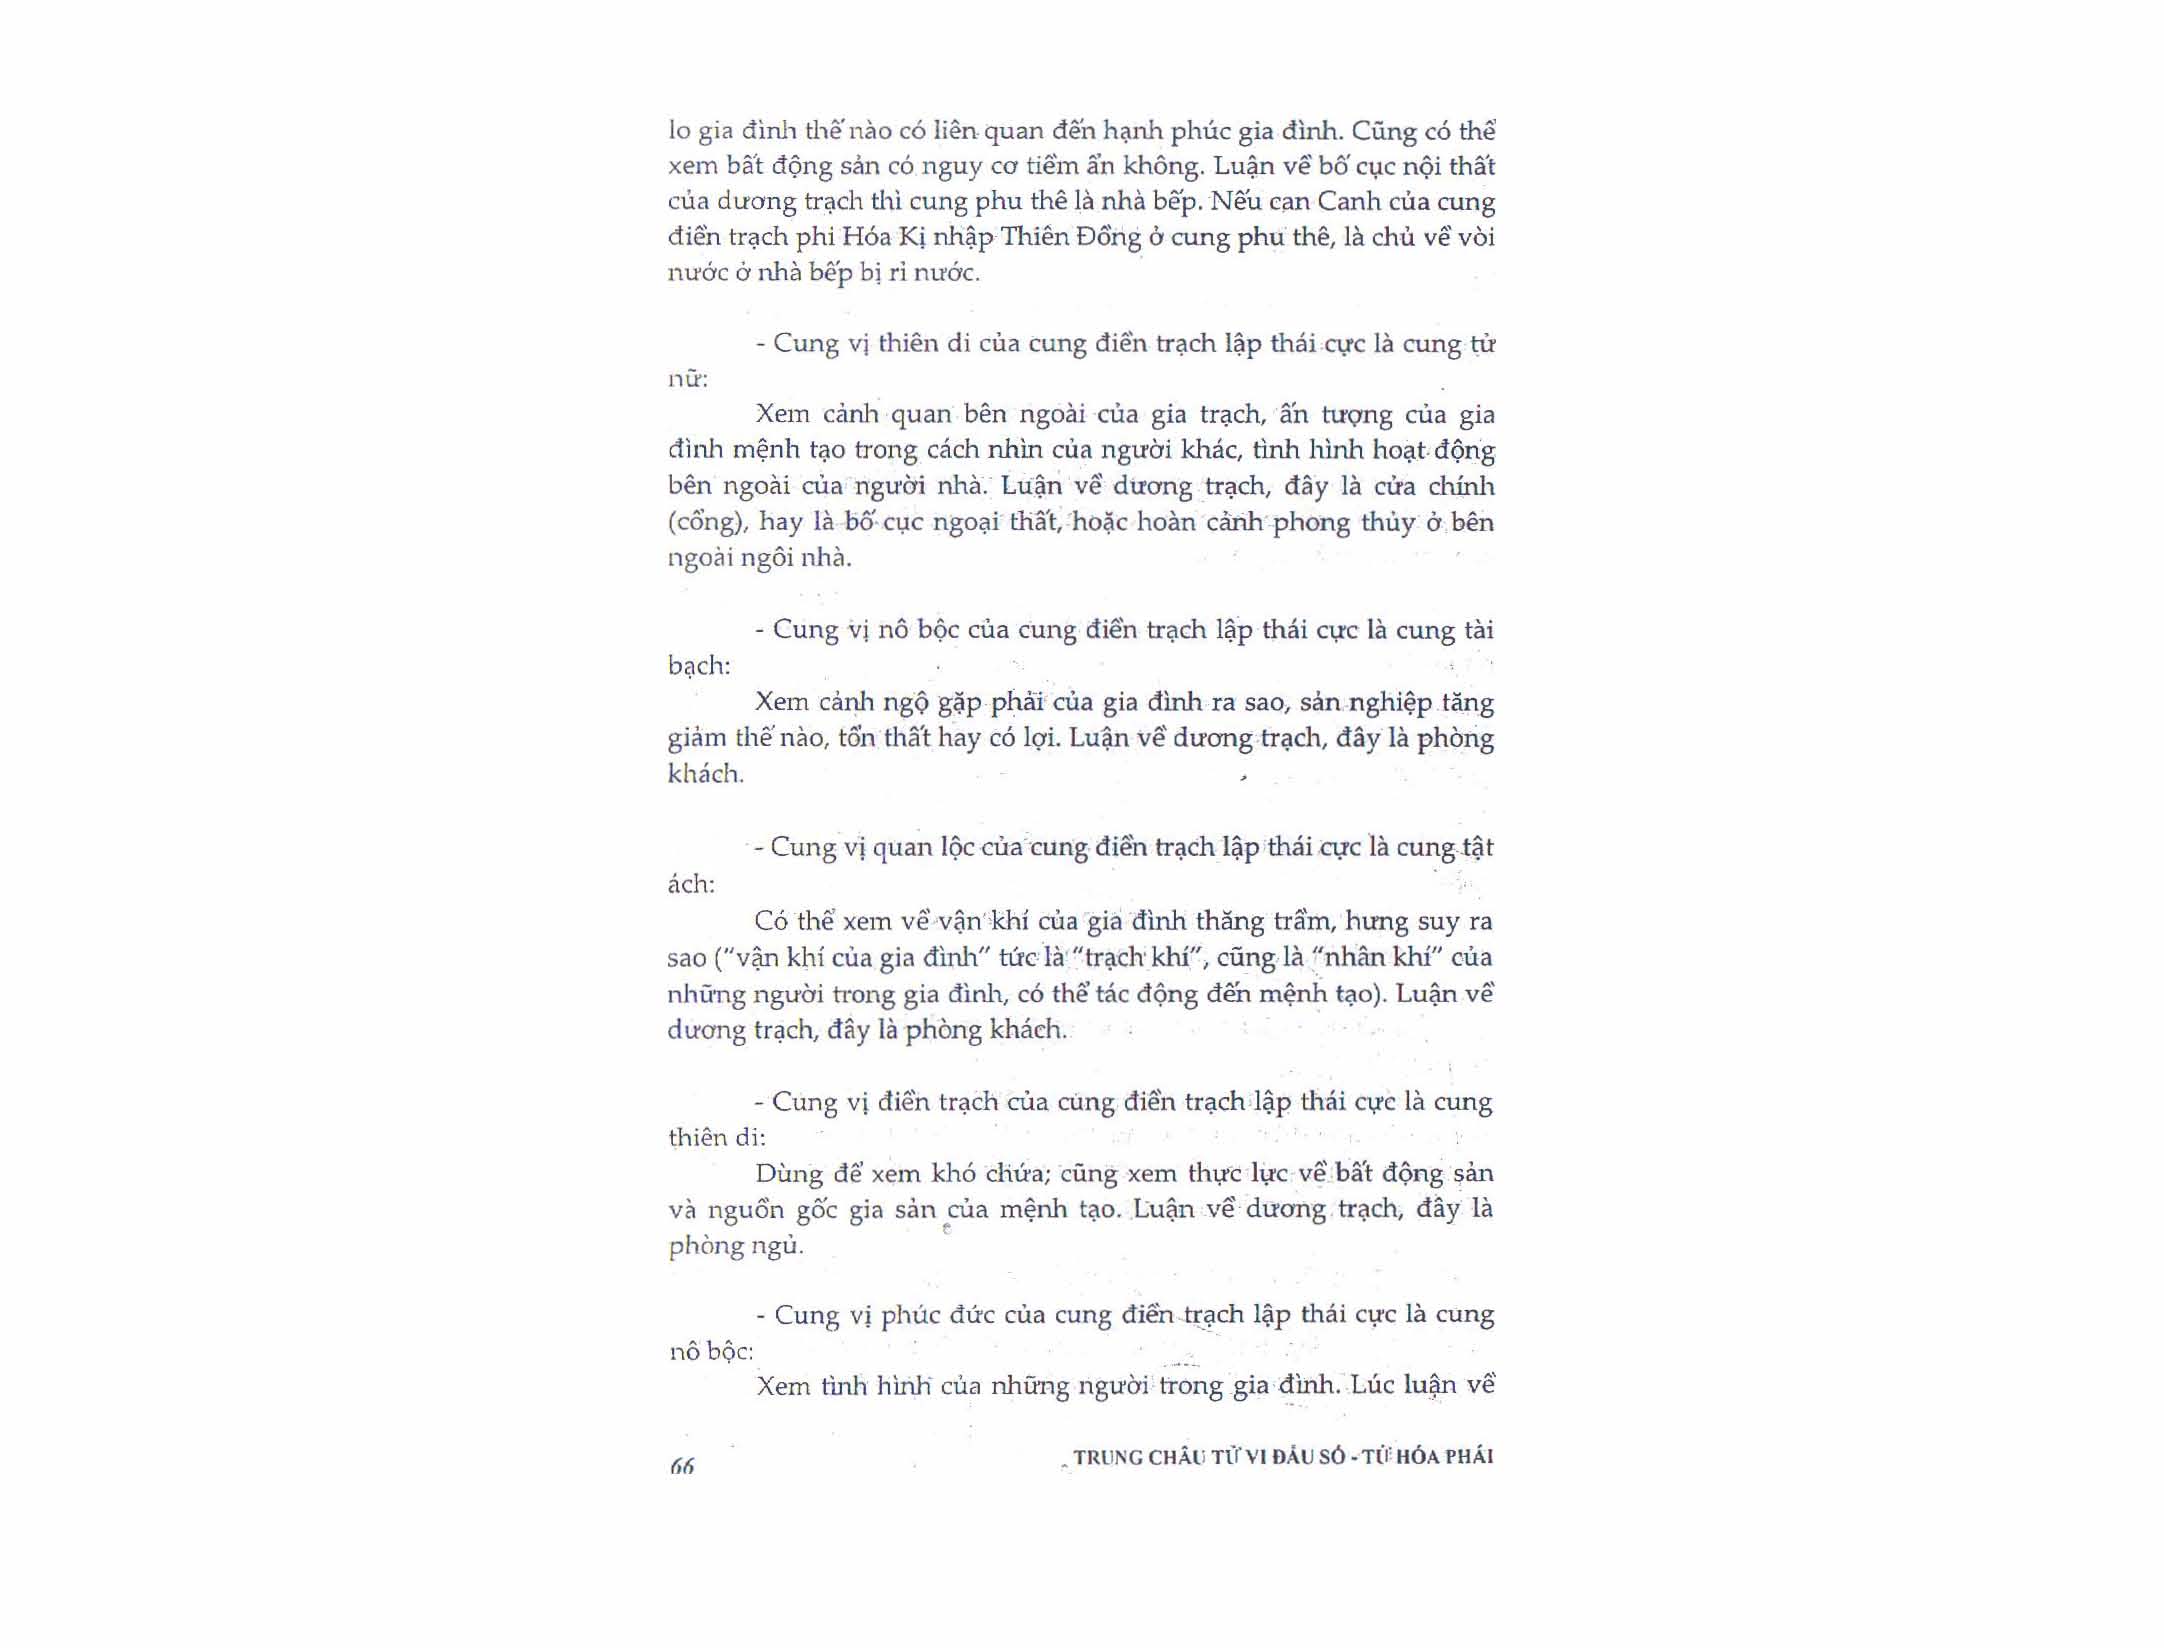 lo gia đình thế nào có liên quan đến hạnh phúc gia đình. Cũng có thể
xem bất động sản có nguy cơ tiềm ẩn không. Luận về bố cục nội thất
của dương trạch thì cung phu thê là nhà bếp. Nếu can Canh của cung
điền trạch phi Hóa Kị nhập Thiên Đồng ở cung phu thê, là chủ về vòi
nước ở nhà bếp bị rỉ nước.
- Cung vị thiên di của cung điền trạch lập thái cực là cung tử
nữ:
Xem cảnh quan bên ngoài của gia trạch, ấn tượng của gia
đình mệnh tạo trong cách nhìn của người khác, tình hình hoạt động
bên ngoài của người nhà. Luận về dương trạch, đây là cửa chính
(cổng), hay là bố cục ngoại thất, hoặc hoàn cảnh phong thủy ở bên
ngoài ngôi nhà.
- Cung vị nô bộc của cung điền trạch lập thái cực là cung tài
bạch:
Xem cảnh ngộ gặp phải của gia đình ra sao, sản nghiệp tăng
giảm thế nào, tổn thất hay có lợi. Luận về dương trạch, đây là phòng
khách.
- Cung vị quan lộc của cung điền trạch lập thái cực là cung tật
ách:
Có thể xem về vận khí của gia đình thăng trầm, hưng suy ra
sao ("vận khí của gia đình" tức là "trạch khí", cũng là "nhân khí" của
những người trong gia đình, có thể tác động đến mệnh tạo). Luận về
dương trạch, đây là phòng khách.
- Cung vị điền trạch của cung điền trạch lập thái cực là cung
thiên di:
Dùng để xem khó chứa; cũng xem thực lực về bất động sản
và nguồn gốc gia sản của mệnh tạo. Luận về dương trạch, đây là
phòng ngủ.
- Cung vị phúc đức của cung điền trạch lập thái cực là cung
nô bộc:
Xem tình hình của những người trong gia đình. Lúc luận về
66 TRUNG CHÂU TỬ VI ĐẨU SỐ - TỨ HÓA PHÁI